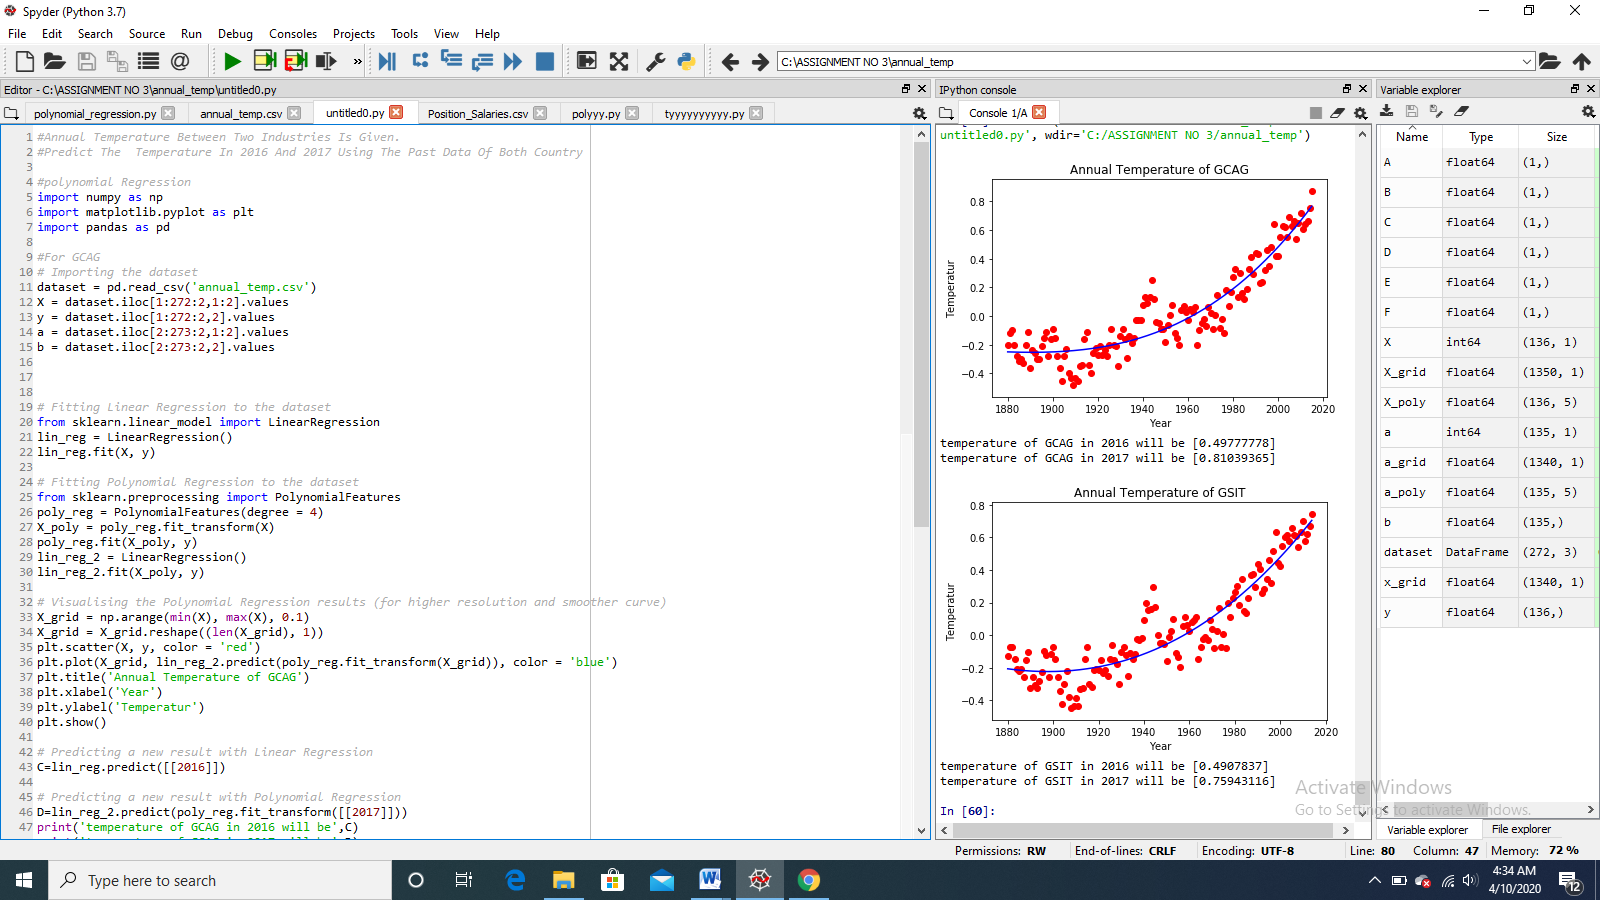 Spyder (Python 3.7)
File Edit Search Source Run Debug Consoles Projects Tools View Help
C:\ASSIGNMENT NO 3\annual_temp
Editor - C:\ASSIGNMENT NO 3\annual_temp\untitled0.py
polynomial_regression.py annual_temp.csv untitled0.py Position_Salaries.csv polyyy.py tyyyyyyyyyy.py
1 #Annual Temperature Between Two Industries Is Given.
2 #Predict The  Temperature In 2016 And 2017 Using The Past Data Of Both Country
3
4 #polynomial Regression
5 import numpy as np
6 import matplotlib.pyplot as plt
7 import pandas as pd
8
9 #For GCAG
10 # Importing the dataset
11 dataset = pd.read_csv('annual_temp.csv')
12 X = dataset.iloc[1:272:2,1:2].values
13 y = dataset.iloc[1:272:2,2].values
14 a = dataset.iloc[2:273:2,1:2].values
15 b = dataset.iloc[2:273:2,2].values
16
17
18
19 # Fitting Linear Regression to the dataset
20 from sklearn.linear_model import LinearRegression
21 lin_reg = LinearRegression()
22 lin_reg.fit(X, y)
23
24 # Fitting Polynomial Regression to the dataset
25 from sklearn.preprocessing import PolynomialFeatures
26 poly_reg = PolynomialFeatures(degree = 4)
27 X_poly = poly_reg.fit_transform(X)
28 poly_reg.fit(X_poly, y)
29 lin_reg_2 = LinearRegression()
30 lin_reg_2.fit(X_poly, y)
31
32 # Visualising the Polynomial Regression results (for higher resolution and smoother curve)
33 X_grid = np.arange(min(X), max(X), 0.1)
34 X_grid = X_grid.reshape((len(X_grid), 1))
35 plt.scatter(X, y, color = 'red')
36 plt.plot(X_grid, lin_reg_2.predict(poly_reg.fit_transform(X_grid)), color = 'blue')
37 plt.title('Annual Temperature of GCAG')
38 plt.xlabel('Year')
39 plt.ylabel('Temperatur')
40 plt.show()
41
42 # Predicting a new result with Linear Regression
43 C=lin_reg.predict([[2016]])
44
45 # Predicting a new result with Polynomial Regression
46 D=lin_reg_2.predict(poly_reg.fit_transform([[2017]]))
47 print('temperature of GCAG in 2016 will be',C)
IPython console
Console 1/A
untitled0.py', wdir='C:/ASSIGNMENT NO 3/annual_temp')
Annual Temperature of GCAG
Temperatur
0.8
0.6
0.4
0.2
0.0
−0.2
−0.4
1880 1900 1920 1940 1960 1980 2000 2020
Year
temperature of GCAG in 2016 will be [0.49777778]
temperature of GCAG in 2017 will be [0.81039365]
Annual Temperature of GSIT
Temperatur
0.8
0.6
0.4
0.2
0.0
−0.2
−0.4
1880 1900 1920 1940 1960 1980 2000 2020
Year
temperature of GSIT in 2016 will be [0.4907837]
temperature of GSIT in 2017 will be [0.75943116]
In [60]:
Variable explorer
Name Type Size
A float64 (1,)
B float64 (1,)
C float64 (1,)
D float64 (1,)
E float64 (1,)
F float64 (1,)
X int64 (136, 1)
X_grid float64 (1350, 1)
X_poly float64 (136, 5)
a int64 (135, 1)
a_grid float64 (1340, 1)
a_poly float64 (135, 5)
b float64 (135,)
dataset DataFrame (272, 3)
x_grid float64 (1340, 1)
y float64 (136,)
Activate Windows
Go to Settings to activate Windows.
Variable explorer File explorer
Permissions: RW End-of-lines: CRLF Encoding: UTF-8 Line: 80 Column: 47 Memory: 72 %
Type here to search
4:34 AM
4/10/2020
12